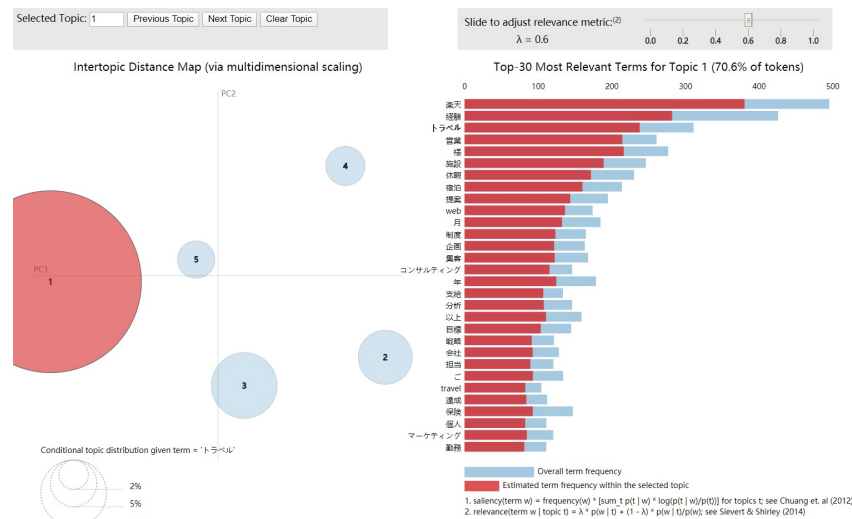 Selected Topic: 1 Previous Topic Next Topic Clear Topic
Slide to adjust relevance metric:(2)
λ = 0.6
0.0 0.2 0.4 0.6 0.8 1.0
Intertopic Distance Map (via multidimensional scaling)
PC2
PC1
1
2
3
4
5
Conditional topic distribution given term = 'トラベル'
2%
5%
Top-30 Most Relevant Terms for Topic 1 (70.6% of tokens)
0 100 200 300 400 500
楽天
経験
トラベル
営業
様
施設
休暇
宿泊
提案
web
月
制度
企画
集客
コンサルティング
年
支給
分析
以上
目標
戦略
会社
担当
ご
travel
達成
保険
個人
マーケティング
勤務
Overall term frequency
Estimated term frequency within the selected topic
1. saliency(term w) = frequency(w) * [sum_t p(t | w) * log(p(t | w)/p(t))] for topics t; see Chuang et. al (2012)
2. relevance(term w | topic t) = λ * p(w | t) + (1 - λ) * p(w | t)/p(w); see Sievert & Shirley (2014)